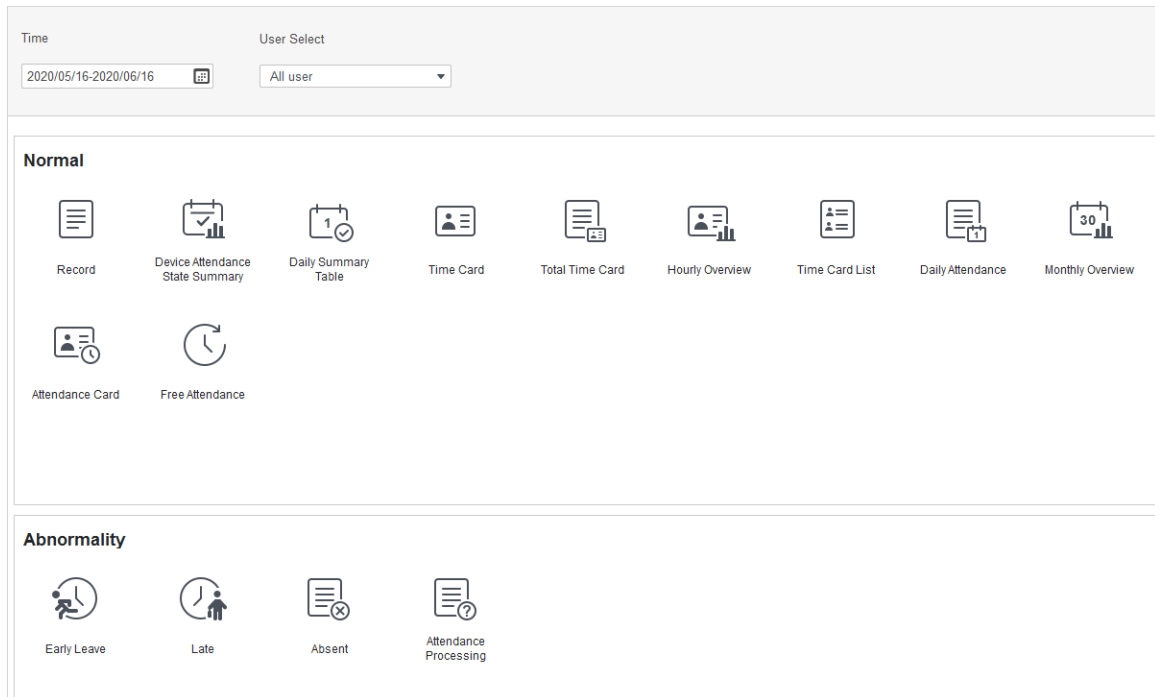 Time
User Select
2020/05/16-2020/06/16
All user
Normal
Record
Device Attendance
State Summary
1
Daily Summary
Table
Time Card
Total Time Card
Hourly Overview
Time Card List
1
Daily Attendance
30
Monthly Overview
Attendance Card
Free Attendance
Abnormality
Early Leave
Late
Absent
?
Attendance
Processing